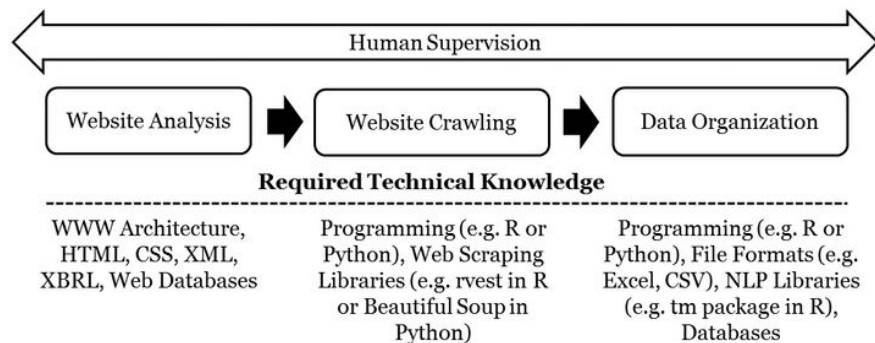 Human Supervision
Website Analysis
Website Crawling
Data Organization
Required Technical Knowledge
WWW Architecture,
HTML, CSS, XML,
XBRL, Web Databases
Programming (e.g. R or
Python), Web Scraping
Libraries (e.g. rvest in R
or Beautiful Soup in
Python)
Programming (e.g. R or
Python), File Formats (e.g.
Excel, CSV), NLP Libraries
(e.g. tm package in R),
Databases